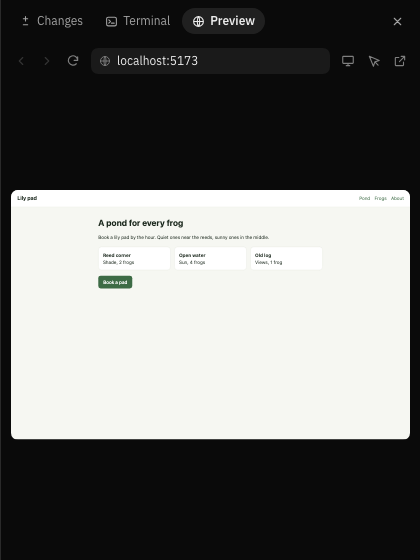 Changes Terminal Preview
localhost:5173
Lily pad Pond Frogs About
A pond for every frog
Book a lily pad by the hour. Quiet ones near the reeds, sunny ones in the middle.
Reed corner Open water Old log
Shade, 2 frogs Sun, 4 frogs Views, 1 frog
Book a pad